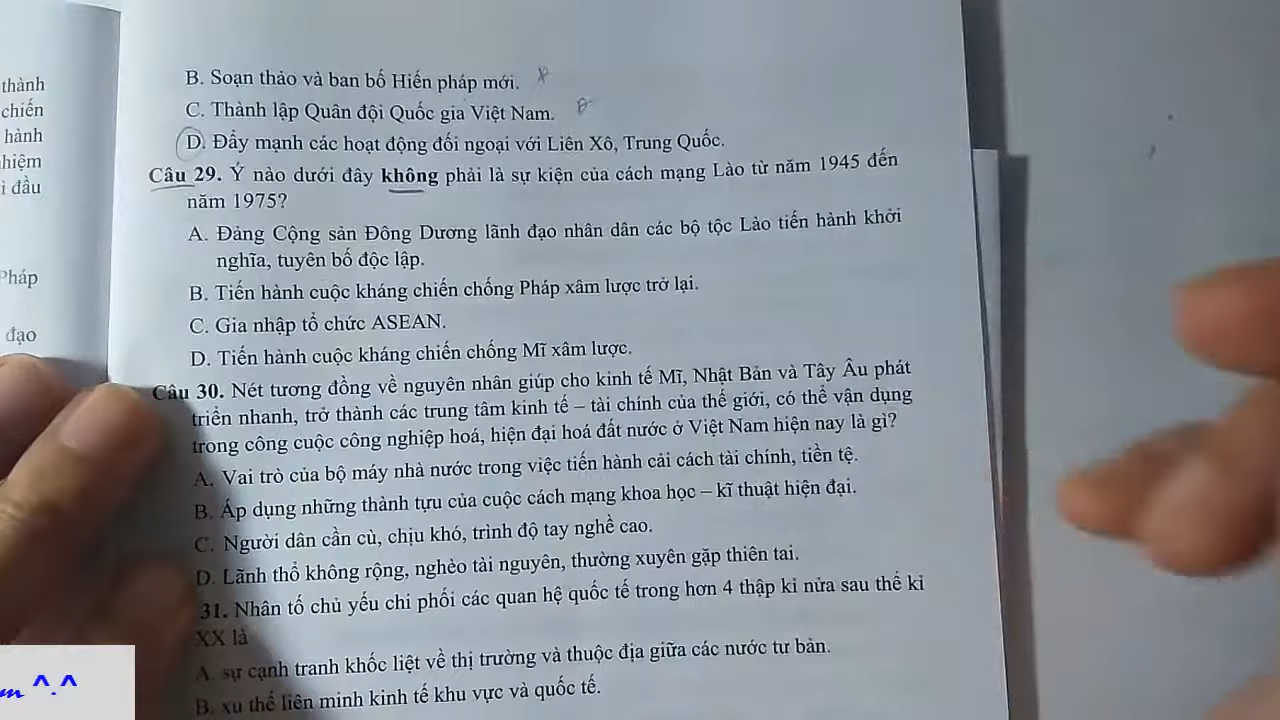 thành
chiến
hành
hiệm
i đầu
Pháp
đạo
B. Soạn thảo và ban bố Hiến pháp mới.
C. Thành lập Quân đội Quốc gia Việt Nam.
D. Đẩy mạnh các hoạt động đối ngoại với Liên Xô, Trung Quốc.
Câu 29. Ý nào dưới đây không phải là sự kiện của cách mạng Lào từ năm 1945 đến
năm 1975?
A. Đảng Cộng sản Đông Dương lãnh đạo nhân dân các bộ tộc Lào tiến hành khởi
nghĩa, tuyên bố độc lập.
B. Tiến hành cuộc kháng chiến chống Pháp xâm lược trở lại.
C. Gia nhập tổ chức ASEAN.
D. Tiến hành cuộc kháng chiến chống Mĩ xâm lược.
Câu 30. Nét tương đồng về nguyên nhân giúp cho kinh tế Mĩ, Nhật Bản và Tây Âu phát
triển nhanh, trở thành các trung tâm kinh tế – tài chính của thế giới, có thể vận dụng
trong công cuộc công nghiệp hoá, hiện đại hoá đất nước ở Việt Nam hiện nay là gì?
A. Vai trò của bộ máy nhà nước trong việc tiến hành cải cách tài chính, tiền tệ.
B. Áp dụng những thành tựu của cuộc cách mạng khoa học – kĩ thuật hiện đại.
C. Người dân cần cù, chịu khó, trình độ tay nghề cao.
D. Lãnh thổ không rộng, nghèo tài nguyên, thường xuyên gặp thiên tai.
31. Nhân tố chủ yếu chi phối các quan hệ quốc tế trong hơn 4 thập kỉ nửa sau thế kỉ
XX là
A. sự cạnh tranh khốc liệt về thị trường và thuộc địa giữa các nước tư bản.
B. xu thế liên minh kinh tế khu vực và quốc tế.
m ^.^